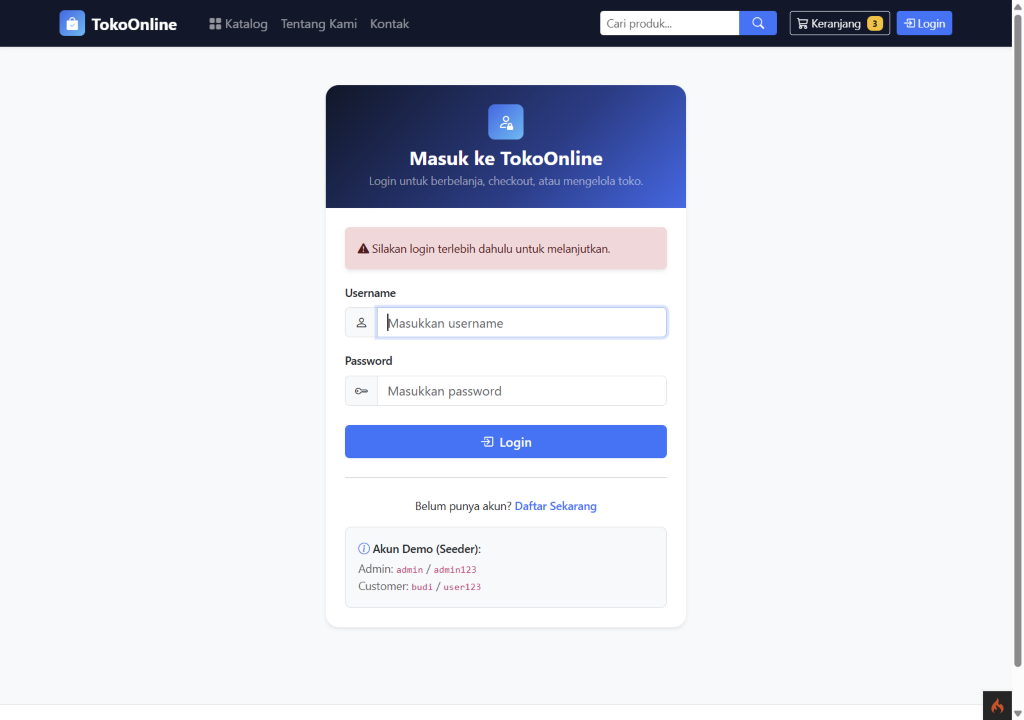 TokoOnline
Katalog
Tentang Kami
Kontak
Cari produk...
Keranjang 3
Login
Masuk ke TokoOnline
Login untuk berbelanja, checkout, atau mengelola toko.
Silakan login terlebih dahulu untuk melanjutkan.
Username
Masukkan username
Password
Masukkan password
Login
Belum punya akun? Daftar Sekarang
Akun Demo (Seeder):
Admin: admin / admin123
Customer: budi / user123